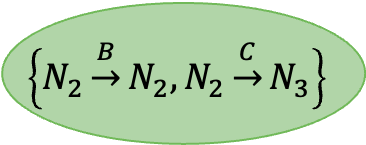 {N₂ →ᴮ N₂, N₂ →ꟲ N₃}